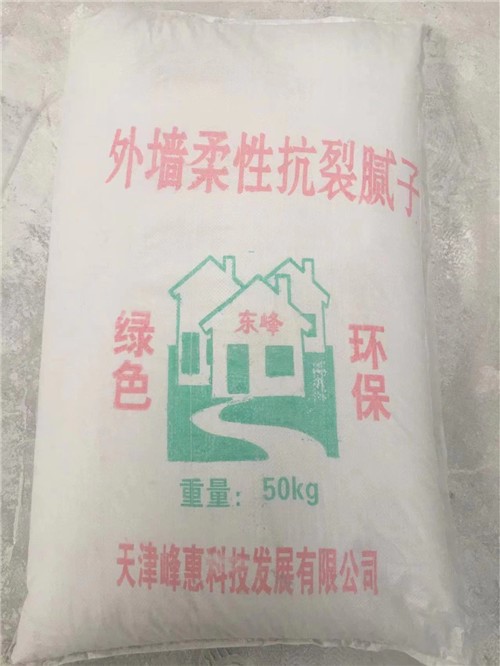 外墙柔性抗裂腻子
东峰
绿色
环保
重量：50kg
天津峰惠科技发展有限公司